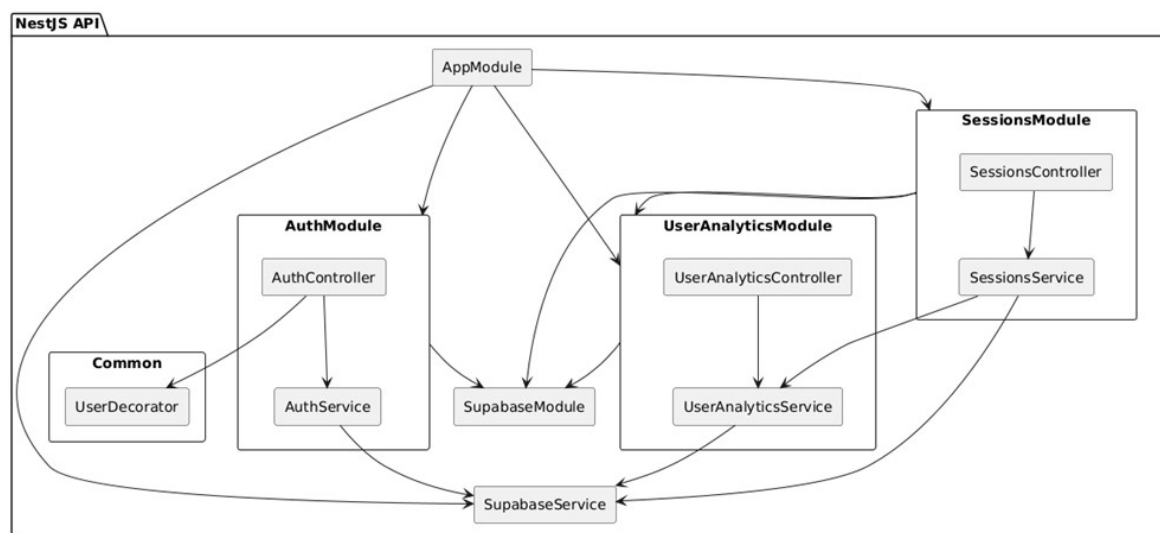 NestJS API
AppModule
SessionsModule
SessionsController
AuthModule
UserAnalyticsModule
AuthController
UserAnalyticsController
SessionsService
Common
UserDecorator
AuthService
SupabaseModule
UserAnalyticsService
SupabaseService